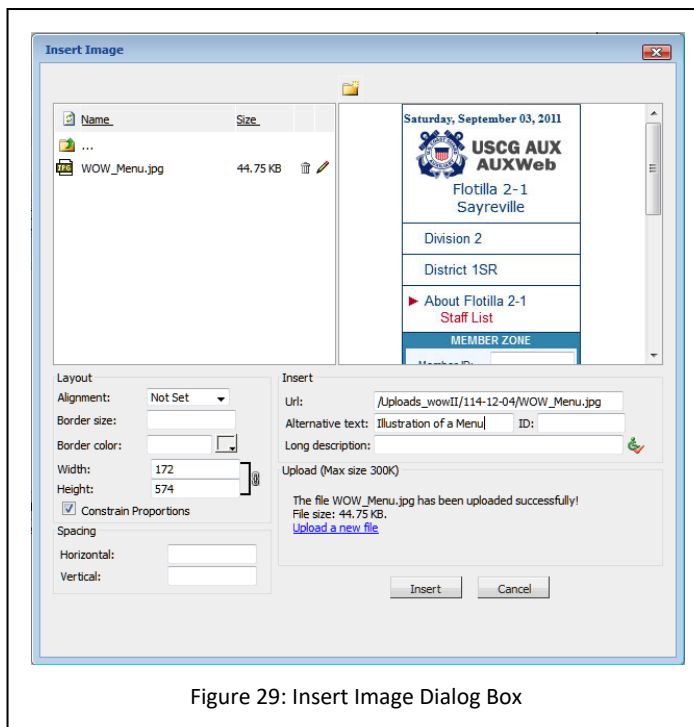 Insert Image
Name Size
...
WOW_Menu.jpg 44.75 KB
Saturday, September 03, 2011
USCG AUX
AUXWeb
Flotilla 2-1
Sayreville
Division 2
District 1SR
About Flotilla 2-1
Staff List
MEMBER ZONE
Layout
Alignment: Not Set
Border size:
Border color:
Width: 172
Height: 574
Constrain Proportions
Spacing
Horizontal:
Vertical:
Insert
Url: /Uploads_wowII/114-12-04/WOW_Menu.jpg
Alternative text: Illustration of a Menu ID:
Long description:
Upload (Max size 300K)
The file WOW_Menu.jpg has been uploaded successfully!
File size: 44.75 KB.
Upload a new file
Insert Cancel
Figure 29: Insert Image Dialog Box